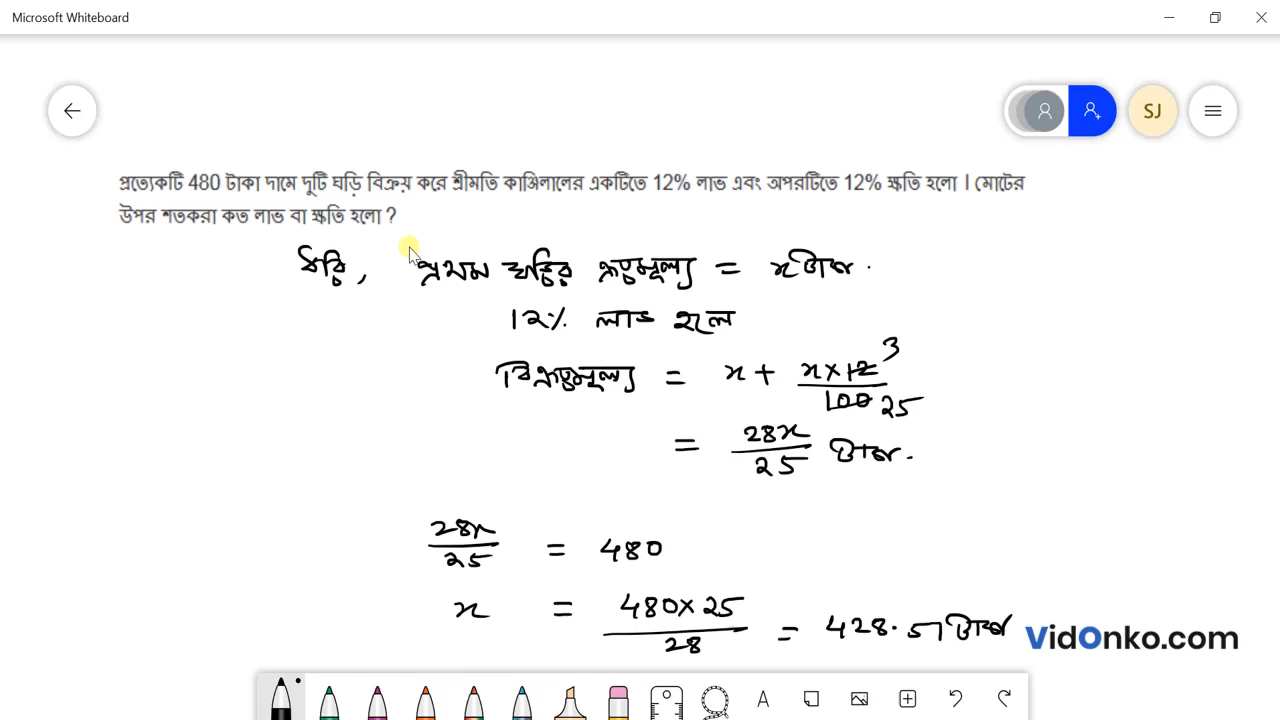 Microsoft Whiteboard
SJ
প্রত্যেকটি 480 টাকা দামে দুটি ঘড়ি বিক্রয় করে শ্রীমতি কাঞ্জিলালের একটিতে 12% লাভ এবং অপরটিতে 12% ক্ষতি হলো । মোটের
উপর শতকরা কত লাভ বা ক্ষতি হলো ?
ধরি, প্রথম ঘড়ির ক্রয়মূল্য = x টাকা.
12% লাভ হলে
বিক্রয়মূল্য = x + x × 12 3 / 100 25
= 28x / 25 টাকা.
28x / 25 = 480
x = 480 × 25 / 28 = 428.57 টাকা
VidOnko.com
A